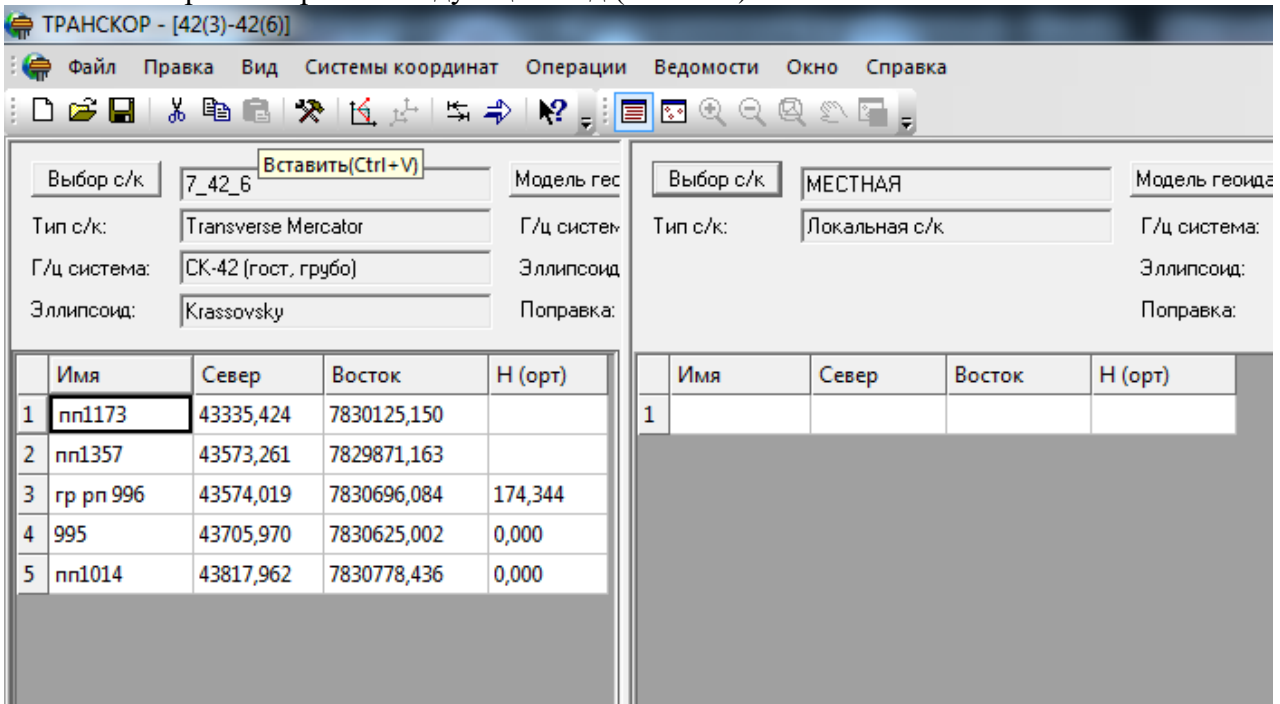 ТРАНСКОР - [42(3)-42(6)]
Файл Правка Вид Системы координат Операции Ведомости Окно Справка
Вставить(Ctrl+V)
Выбор с/к 7_42_6 Модель гео
Тип с/к: Transverse Mercator Г/ц систем
Г/ц система: СК-42 (гост, грубо) Эллипсоид
Эллипсоид: Krassovsky Поправка:
Имя Север Восток H (орт)
1 пп1173 43335,424 7830125,150
2 пп1357 43573,261 7829871,163
3 гр рп 996 43574,019 7830696,084 174,344
4 995 43705,970 7830625,002 0,000
5 пп1014 43817,962 7830778,436 0,000
Выбор с/к МЕСТНАЯ Модель геоида
Тип с/к: Локальная с/к Г/ц система:
Эллипсоид:
Поправка:
Имя Север Восток H (орт)
1